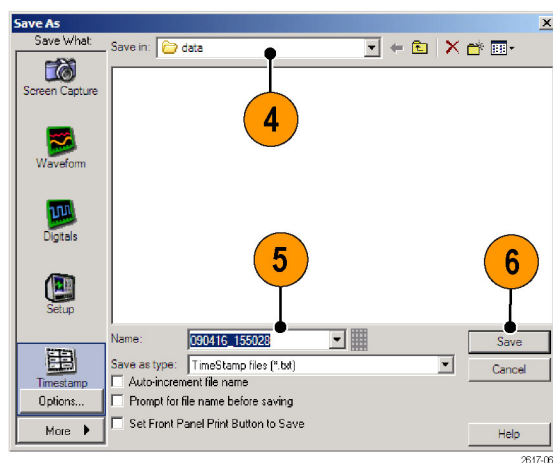 Save As
Save What:
Save in: data
Screen Capture
4
Waveform
Digitals
5
6
Setup
Name: 090416_155028
Save
Save as type: TimeStamp files (*.txt)
Cancel
Timestamp
Auto-increment file name
Options...
Prompt for file name before saving
Set Front Panel Print Button to Save
More
Help
2617-06